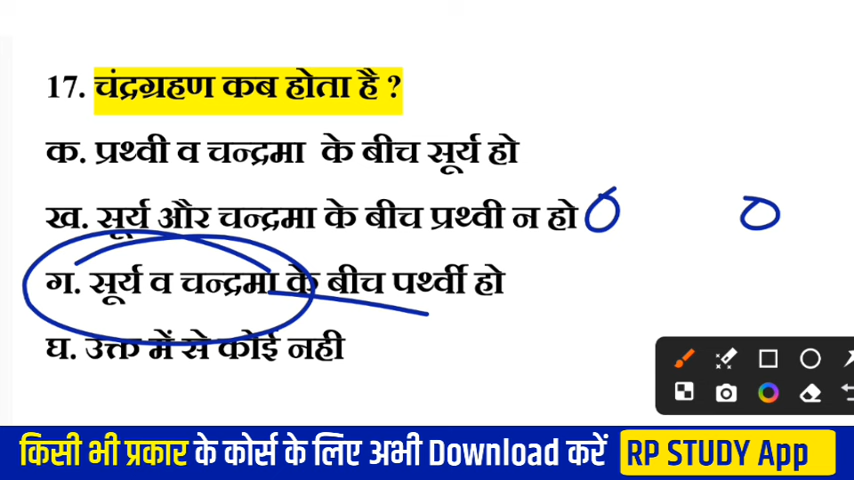 17. चंद्रग्रहण कब होता है ?
क. प्रथ्वी व चन्द्रमा के बीच सूर्य हो
ख. सूर्य और चन्द्रमा के बीच प्रथ्वी न हो
ग. सूर्य व चन्द्रमा के बीच पर्थ्वी हो
घ. उक्त में से कोई नही
किसी भी प्रकार के कोर्स के लिए अभी Download करें RP STUDY App